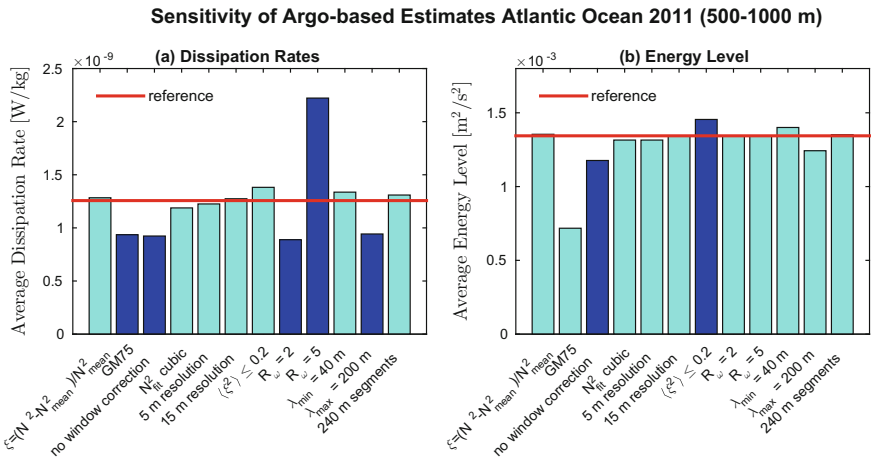 Sensitivity of Argo-based Estimates Atlantic Ocean 2011 (500-1000 m)
(a) Dissipation Rates
×10⁻⁹
reference
Average Dissipation Rate [W/kg]
2.5
2
1.5
1
0.5
0
ξ=(N²-N²mean)/N²mean
GM75
no window correction
N²fit cubic
5 m resolution
15 m resolution
⟨ξ²⟩ ≤ 0.2
Rω = 2
Rω = 5
λmin = 40 m
λmax = 200 m
240 m segments
(b) Energy Level
×10⁻³
reference
Average Energy Level [m²/s²]
1.5
1
0.5
0
ξ=(N²-N²mean)/N²mean
GM75
no window correction
N²fit cubic
5 m resolution
15 m resolution
⟨ξ²⟩ ≤ 0.2
Rω = 2
Rω = 5
λmin = 40 m
λmax = 200 m
240 m segments